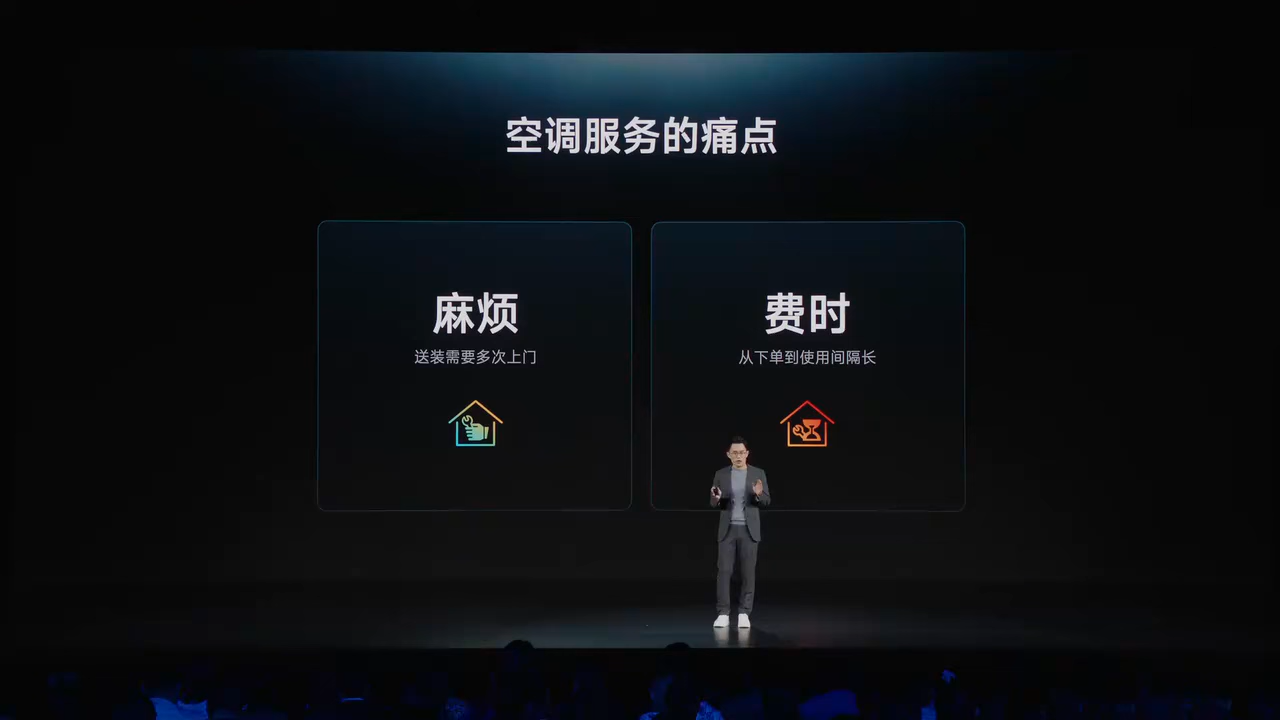 空调服务的痛点
麻烦
送装需要多次上门
费时
从下单到使用间隔长